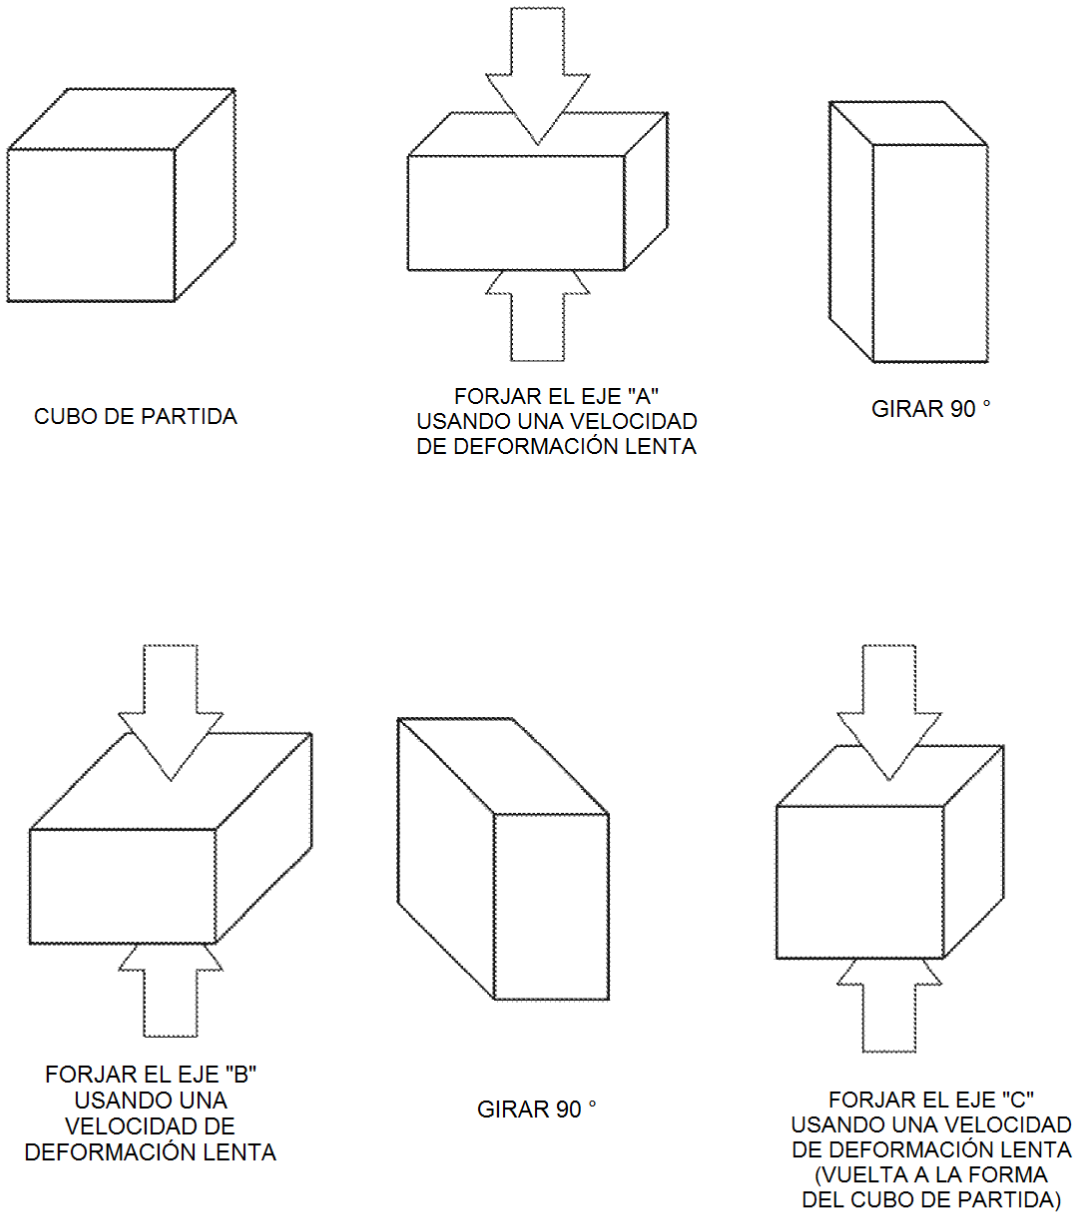 CUBO DE PARTIDA
FORJAR EL EJE "A"
USANDO UNA VELOCIDAD
DE DEFORMACIÓN LENTA
GIRAR 90 °
FORJAR EL EJE "B"
USANDO UNA
VELOCIDAD DE
DEFORMACIÓN LENTA
GIRAR 90 °
FORJAR EL EJE "C"
USANDO UNA VELOCIDAD
DE DEFORMACIÓN LENTA
(VUELTA A LA FORMA
DEL CUBO DE PARTIDA)